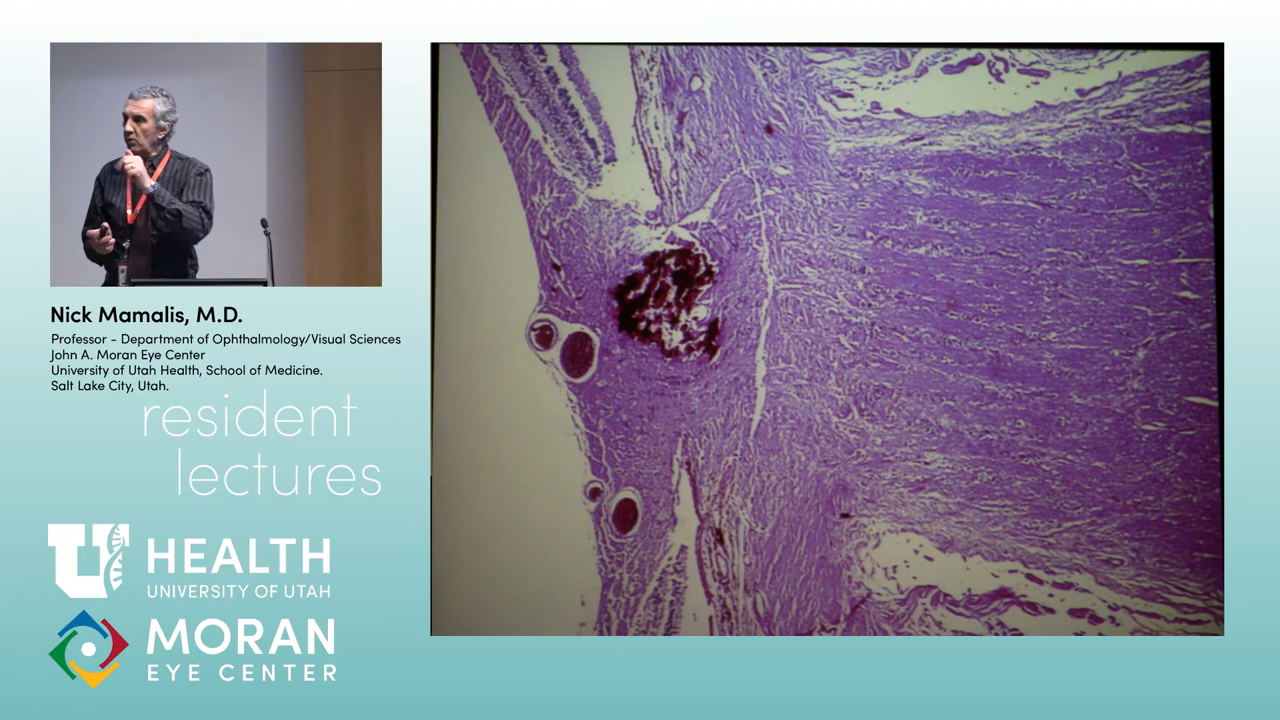 Nick Mamalis, M.D.
Professor - Department of Ophthalmology/Visual Sciences
John A. Moran Eye Center
University of Utah Health, School of Medicine.
Salt Lake City, Utah.
resident
lectures
U HEALTH
UNIVERSITY OF UTAH
MORAN
EYE CENTER